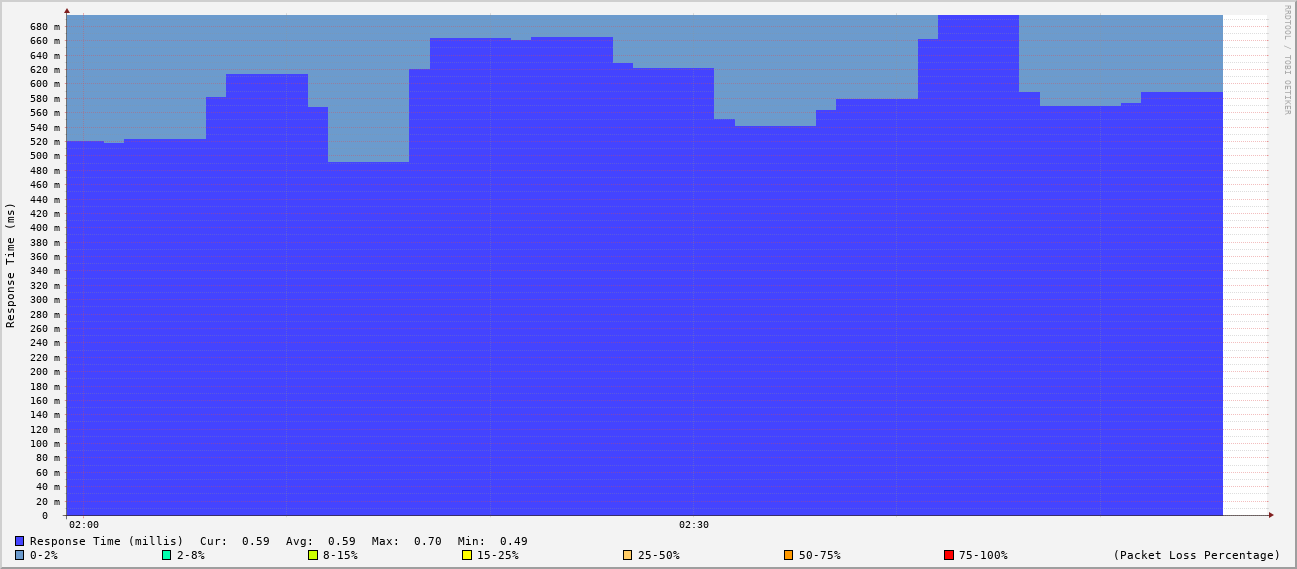 RRDTOOL / TOBI OETIKER
Response Time (ms)
680 m
660 m
640 m
620 m
600 m
580 m
560 m
540 m
520 m
500 m
480 m
460 m
440 m
420 m
400 m
380 m
360 m
340 m
320 m
300 m
280 m
260 m
240 m
220 m
200 m
180 m
160 m
140 m
120 m
100 m
80 m
60 m
40 m
20 m
0
02:00 02:30
Response Time (millis) Cur: 0.59 Avg: 0.59 Max: 0.70 Min: 0.49
0-2% 2-8% 8-15% 15-25% 25-50% 50-75% 75-100% (Packet Loss Percentage)